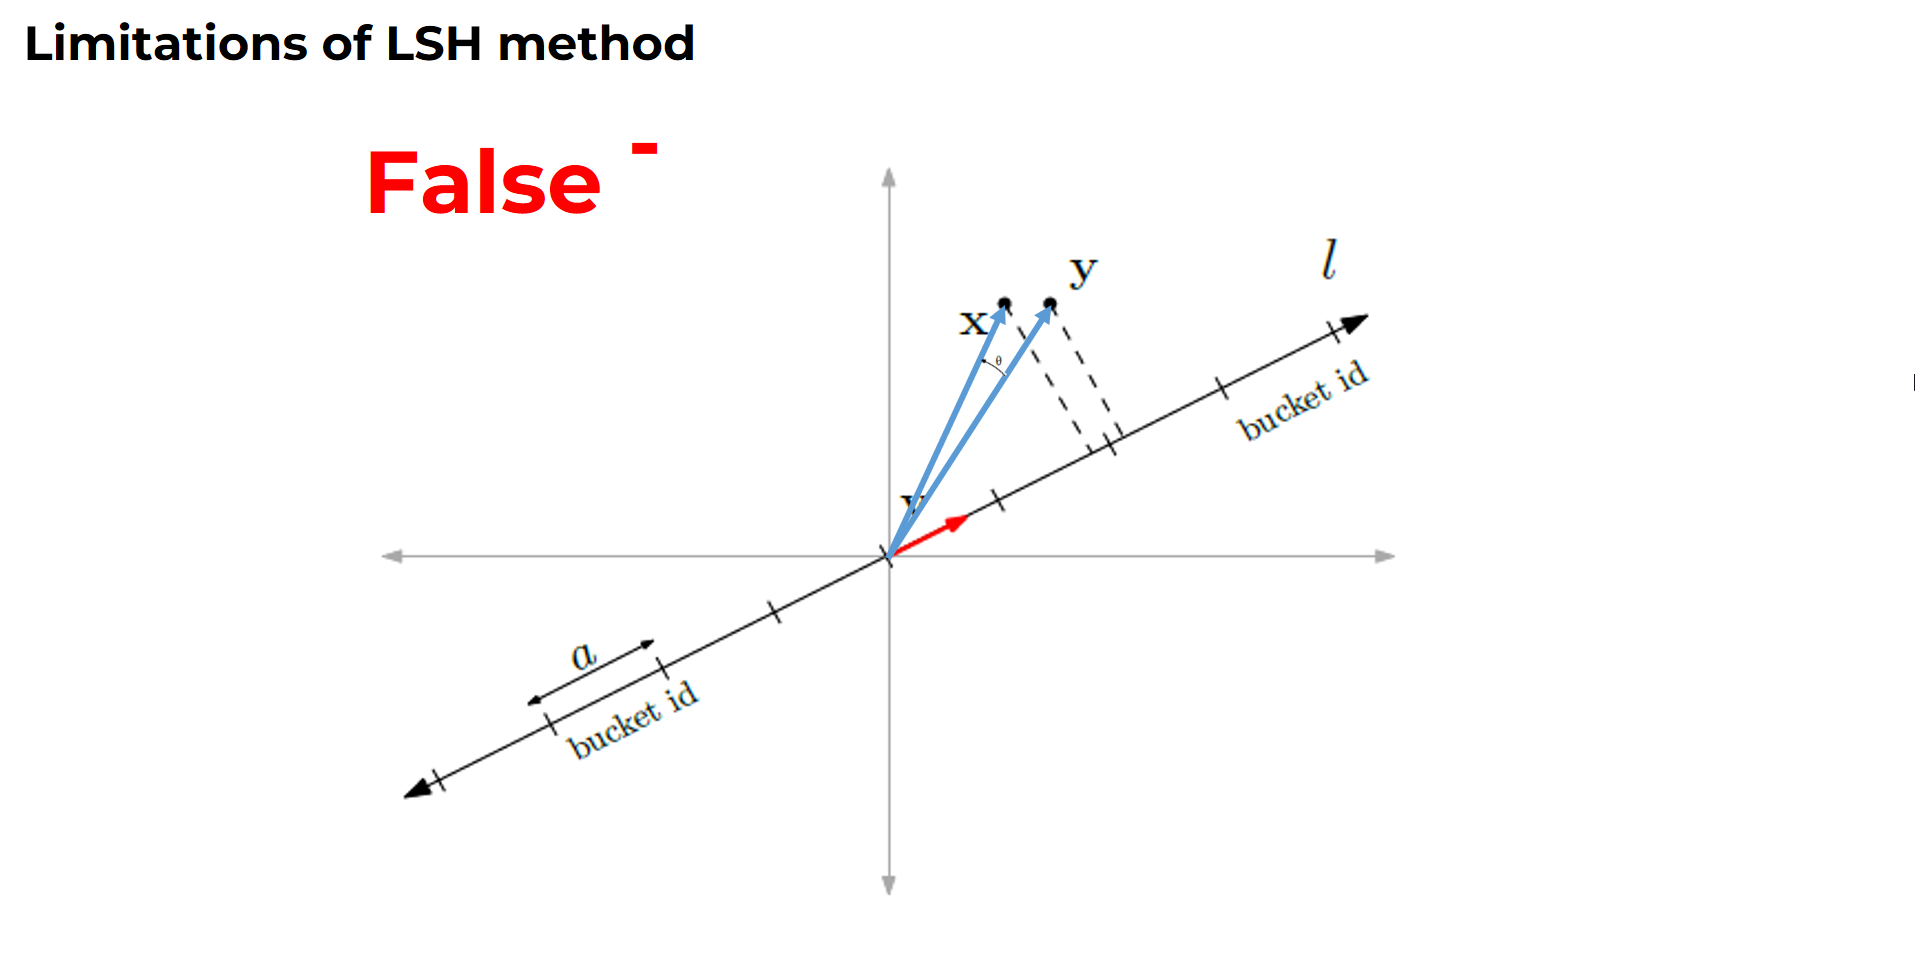 Limitations of LSH method
False -
y
l
x
θ
bucket id
v
a
bucket id